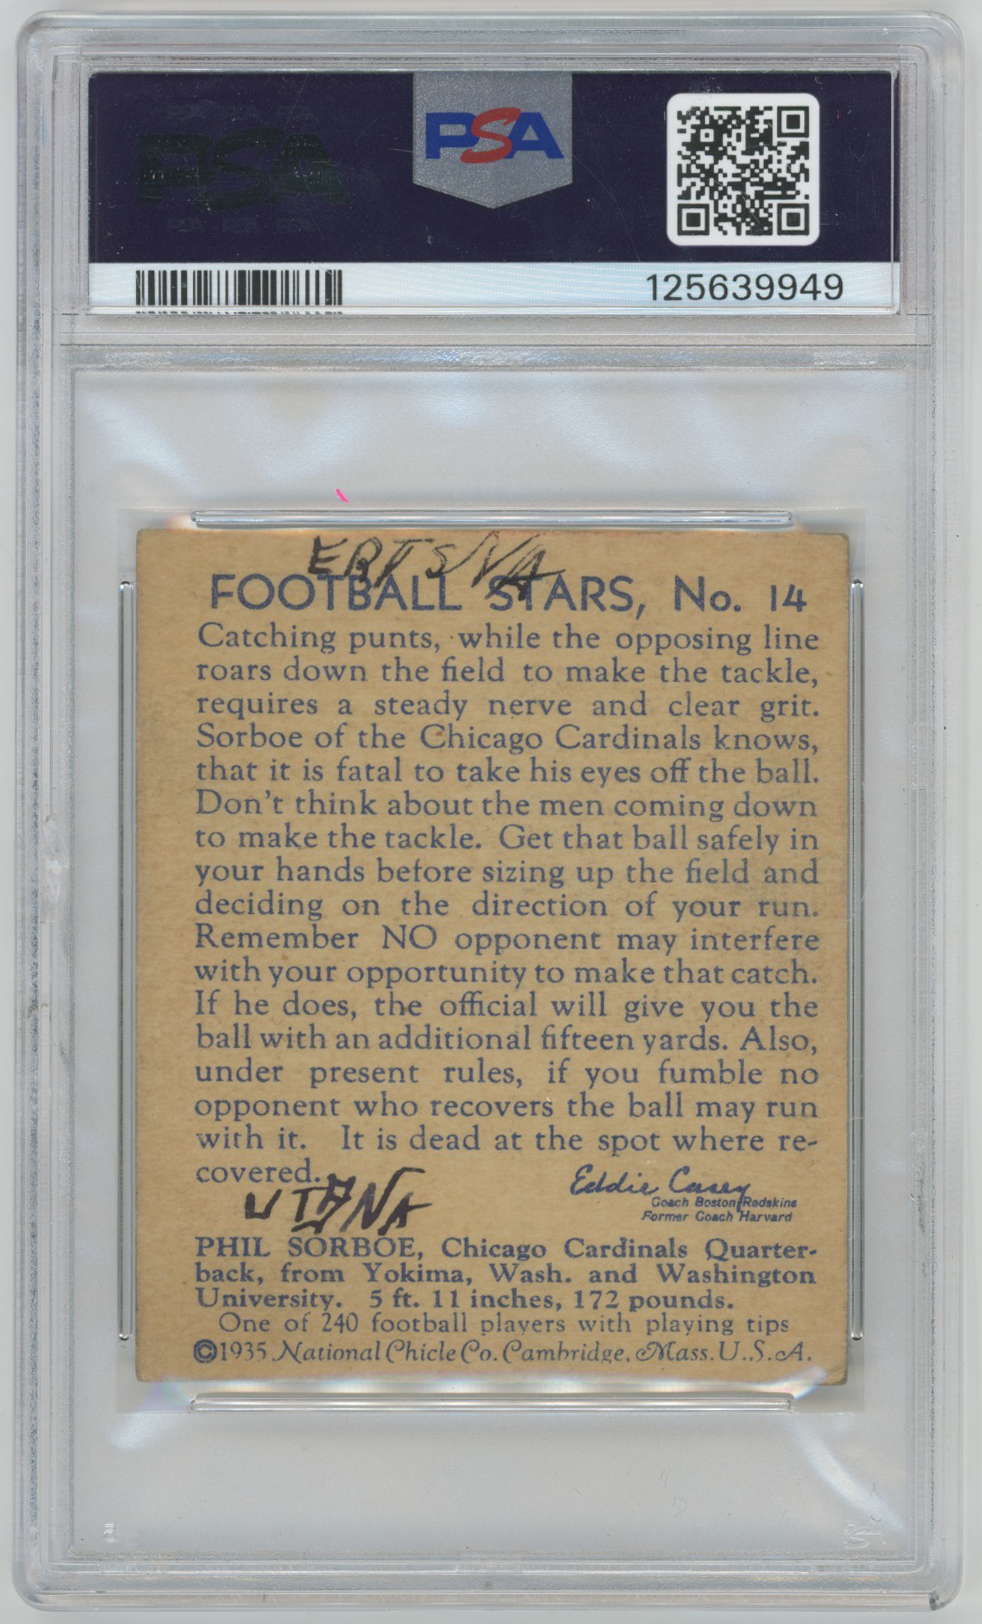 PSA
125639949
FOOTBALL STARS, No. 14
Catching punts, while the opposing line
roars down the field to make the tackle,
requires a steady nerve and clear grit.
Sorboe of the Chicago Cardinals knows,
that it is fatal to take his eyes off the ball.
Don't think about the men coming down
to make the tackle. Get that ball safely in
your hands before sizing up the field and
deciding on the direction of your run.
Remember NO opponent may interfere
with your opportunity to make that catch.
If he does, the official will give you the
ball with an additional fifteen yards. Also,
under present rules, if you fumble no
opponent who recovers the ball may run
with it. It is dead at the spot where re-
covered.
Eddie Casey
Coach Boston Redskins
Former Coach Harvard
PHIL SORBOE, Chicago Cardinals Quarter-
back, from Yokima, Wash. and Washington
University. 5 ft. 11 inches, 172 pounds.
One of 240 football players with playing tips
©1935 National Chicle Co. Cambridge, Mass. U.S.A.